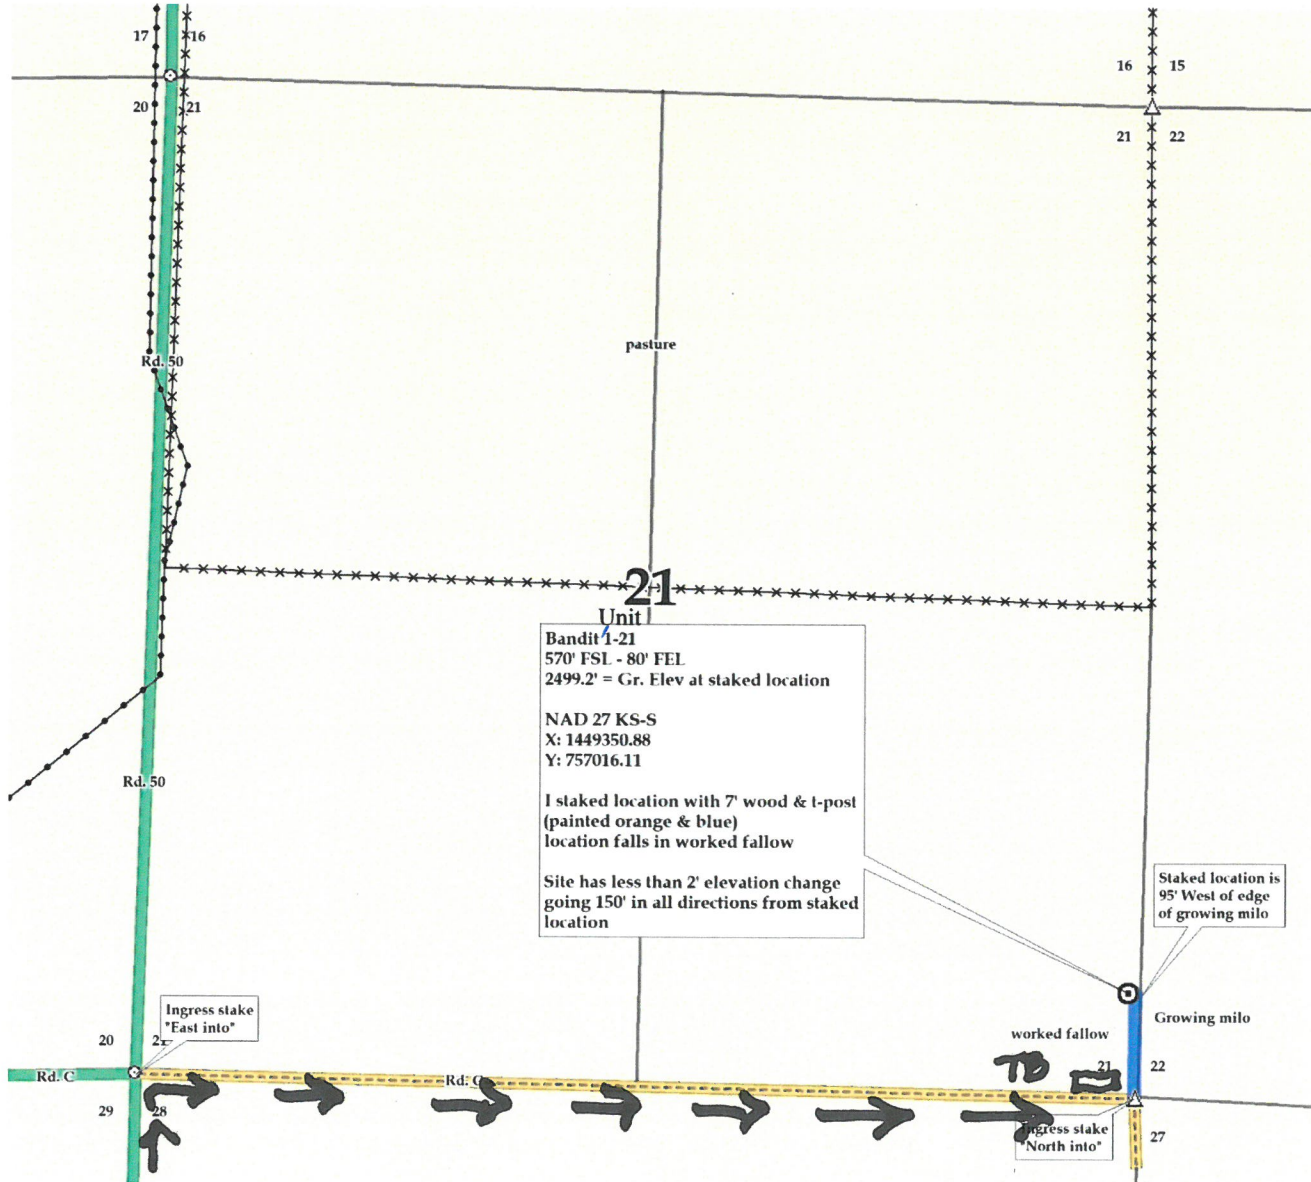 17 16
16 15
20 21
21 22
pasture
Rd. 50
21
Unit
Bandit 1-21
570' FSL - 80' FEL
2499.2' = Gr. Elev at staked location
NAD 27 KS-S
X: 1449350.88
Y: 757016.11
I staked location with 7' wood & t-post
(painted orange & blue)
location falls in worked fallow
Site has less than 2' elevation change
going 150' in all directions from staked
location
Rd. 50
Staked location is
95' West of edge
of growing milo
Ingress stake
"East into"
Growing milo
worked fallow
20 21
TB
21 22
Rd. C
Rd. C
29 28
Ingress stake
"North into"
27